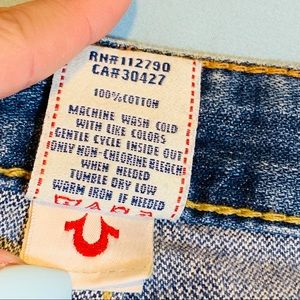 RN#112790
CA#30427
100%COTTON
MACHINE WASH COLD
WITH LIKE COLORS
GENTLE CYCLE INSIDE OUT
ONLY NON-CHLORINE BLEACH
WHEN NEEDED
TUMBLE DRY LOW
WARM IRON IF NEEDED